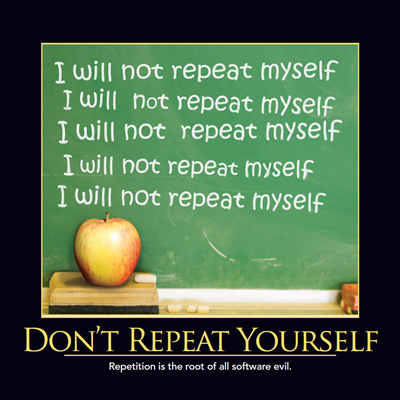 I will not repeat myself
I will not repeat myself
I will not repeat myself
I will not repeat myself
I will not repeat myself
DON'T REPEAT YOURSELF
Repetition is the root of all software evil.